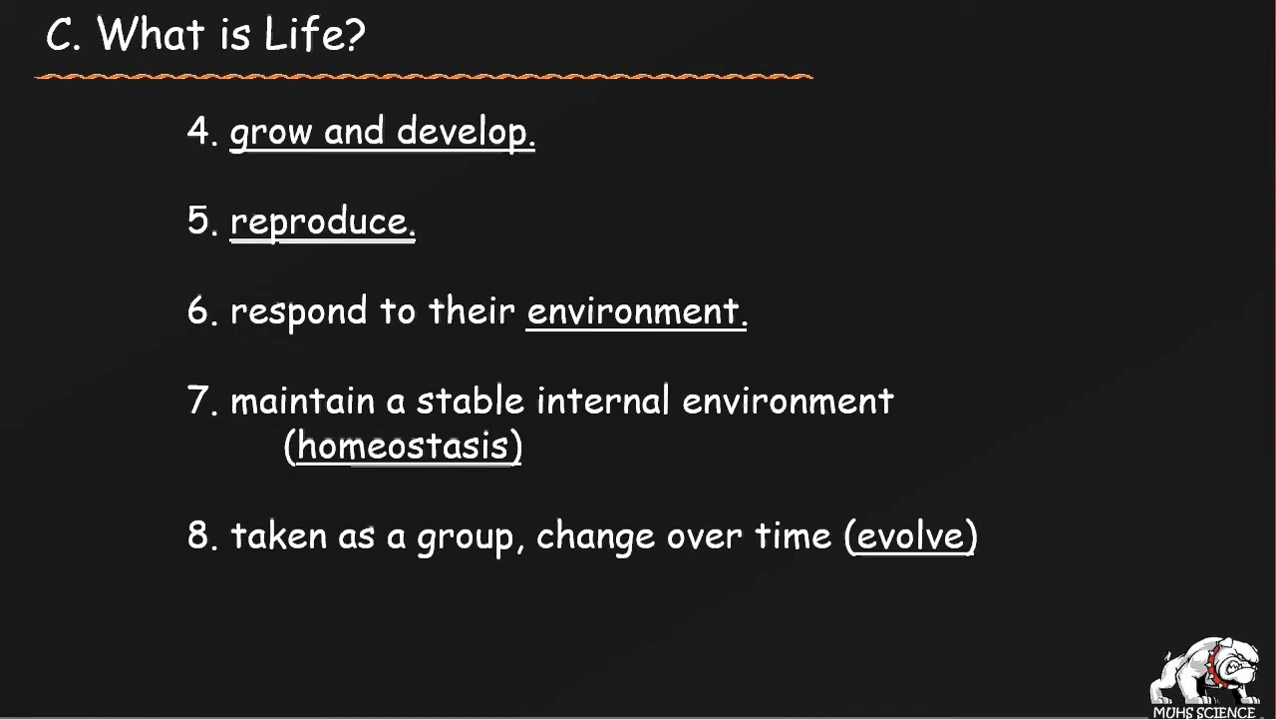 C. What is Life?
4. grow and develop.
5. reproduce.
6. respond to their environment.
7. maintain a stable internal environment
(homeostasis)
8. taken as a group, change over time (evolve)
MUHS SCIENCE